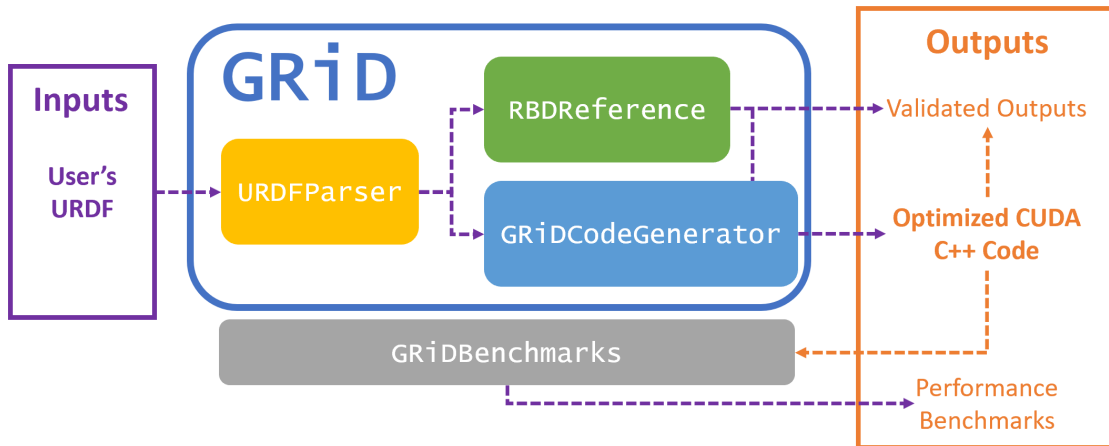 Inputs
User's
URDF
GRiD
URDFParser
RBDReference
GRiDCodeGenerator
GRiDBenchmarks
Outputs
Validated Outputs
Optimized CUDA
C++ Code
Performance
Benchmarks